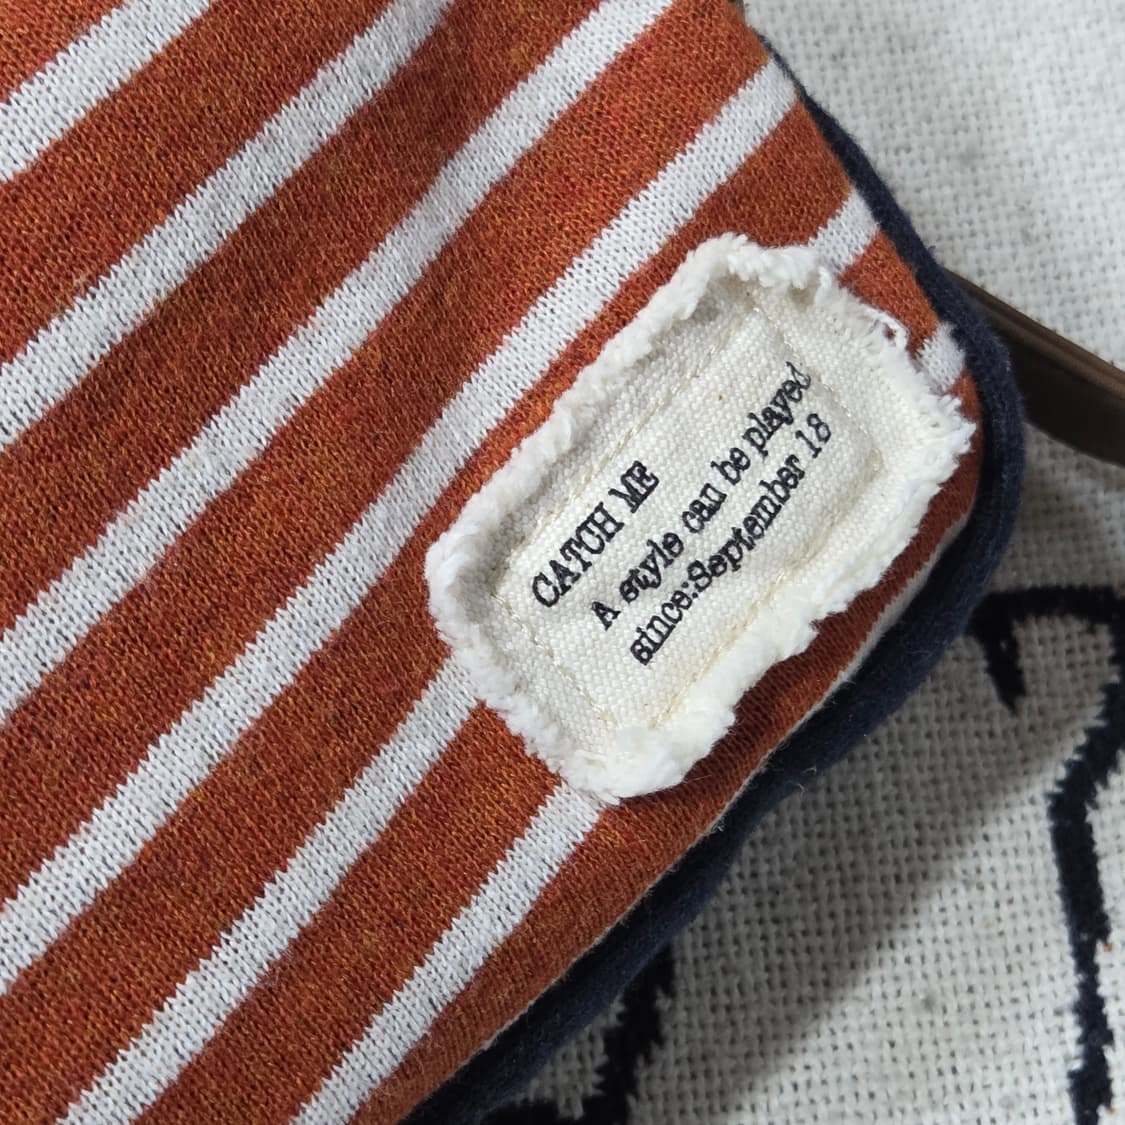 CATCH ME
A style can be played
since:September 18